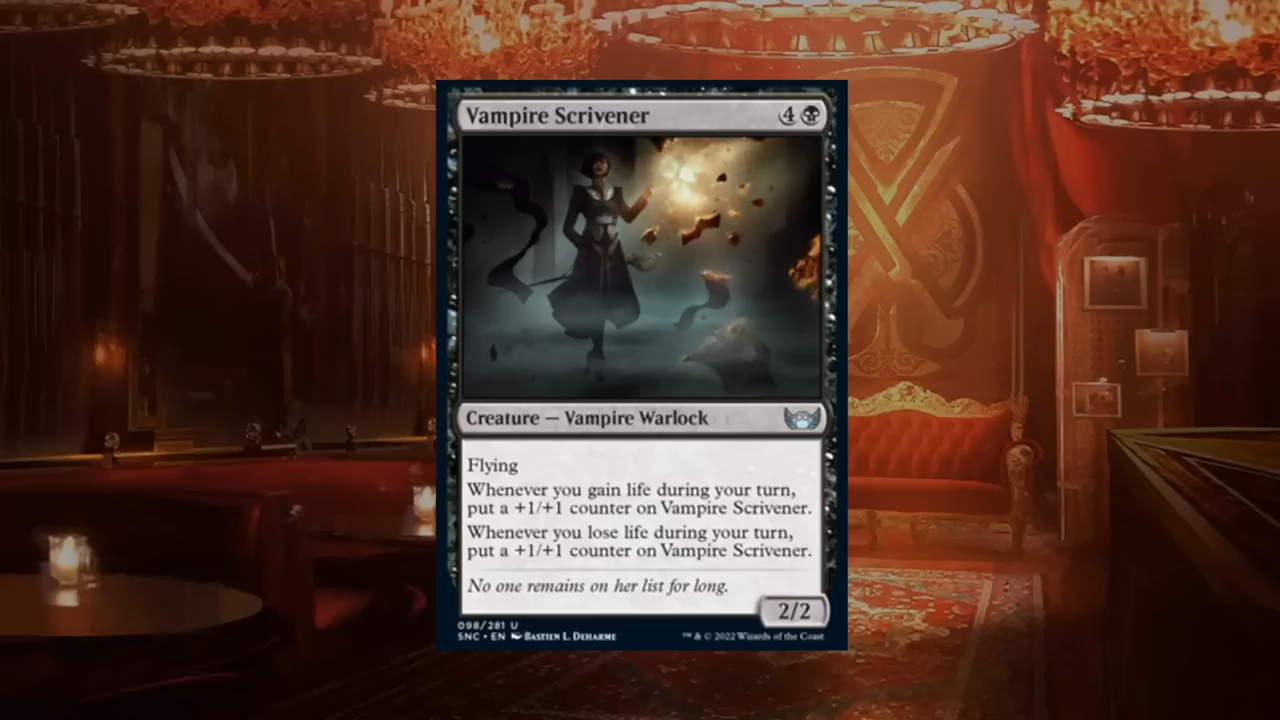 Vampire Scrivener 4
Creature — Vampire Warlock
Flying
Whenever you gain life during your turn,
put a +1/+1 counter on Vampire Scrivener.
Whenever you lose life during your turn,
put a +1/+1 counter on Vampire Scrivener.
No one remains on her list for long.
2/2
098/281 U
SNC • EN Bastien L. Deharme ™ & © 2022 Wizards of the Coast